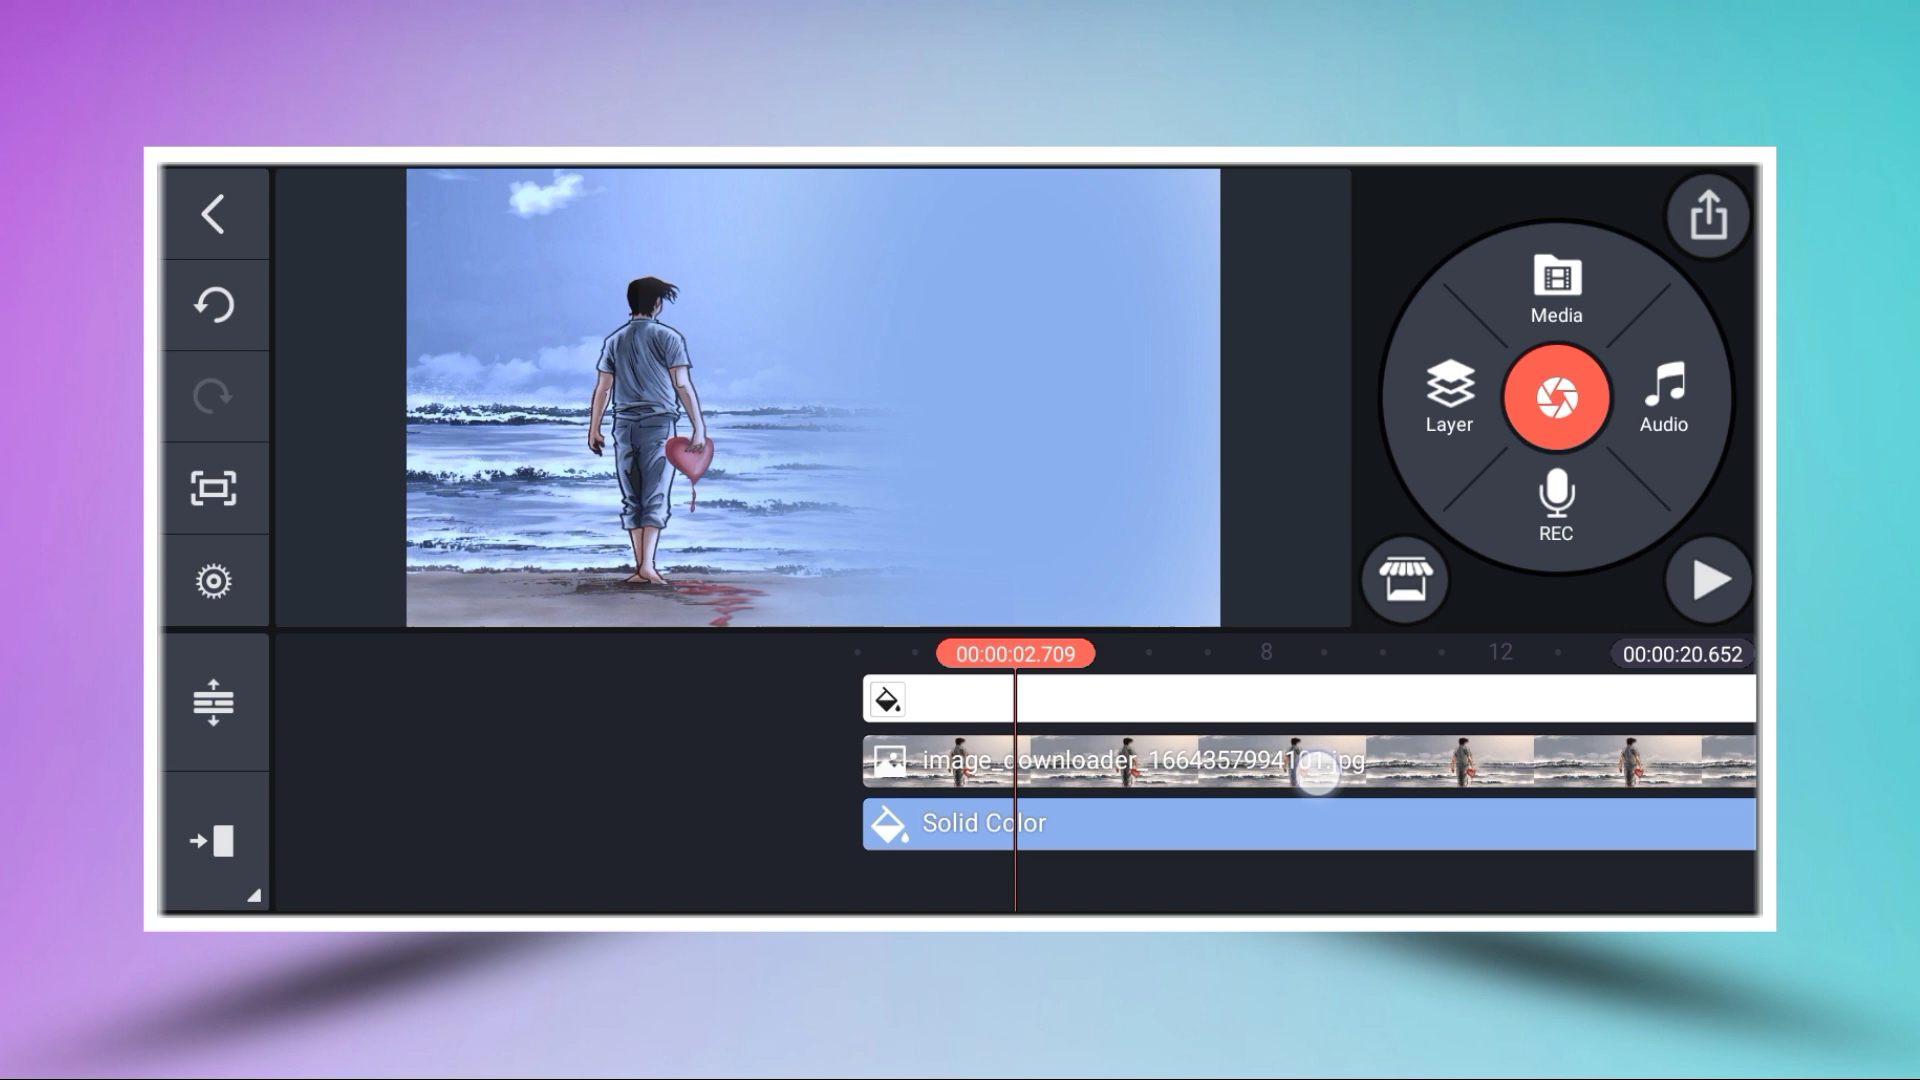 Media
Layer
Audio
REC
00:00:02.709
8
12
00:00:20.652
image_downloader_1664357994101.jpg
Solid Color